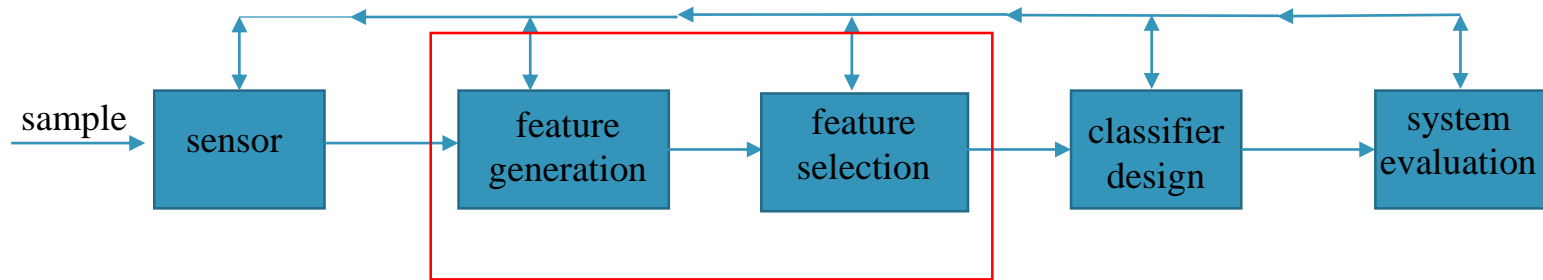 sample
sensor
feature
generation
feature
selection
classifier
design
system
evaluation